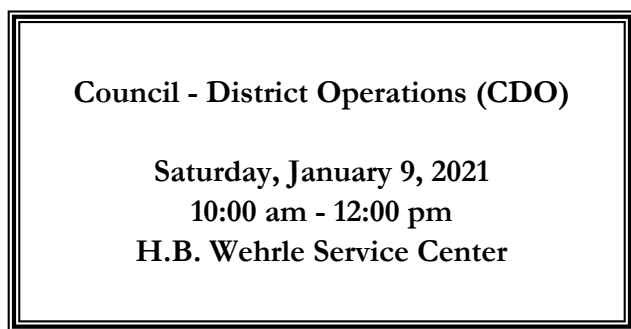 Council - District Operations (CDO)
Saturday, January 9, 2021
10:00 am - 12:00 pm
H.B. Wehrle Service Center